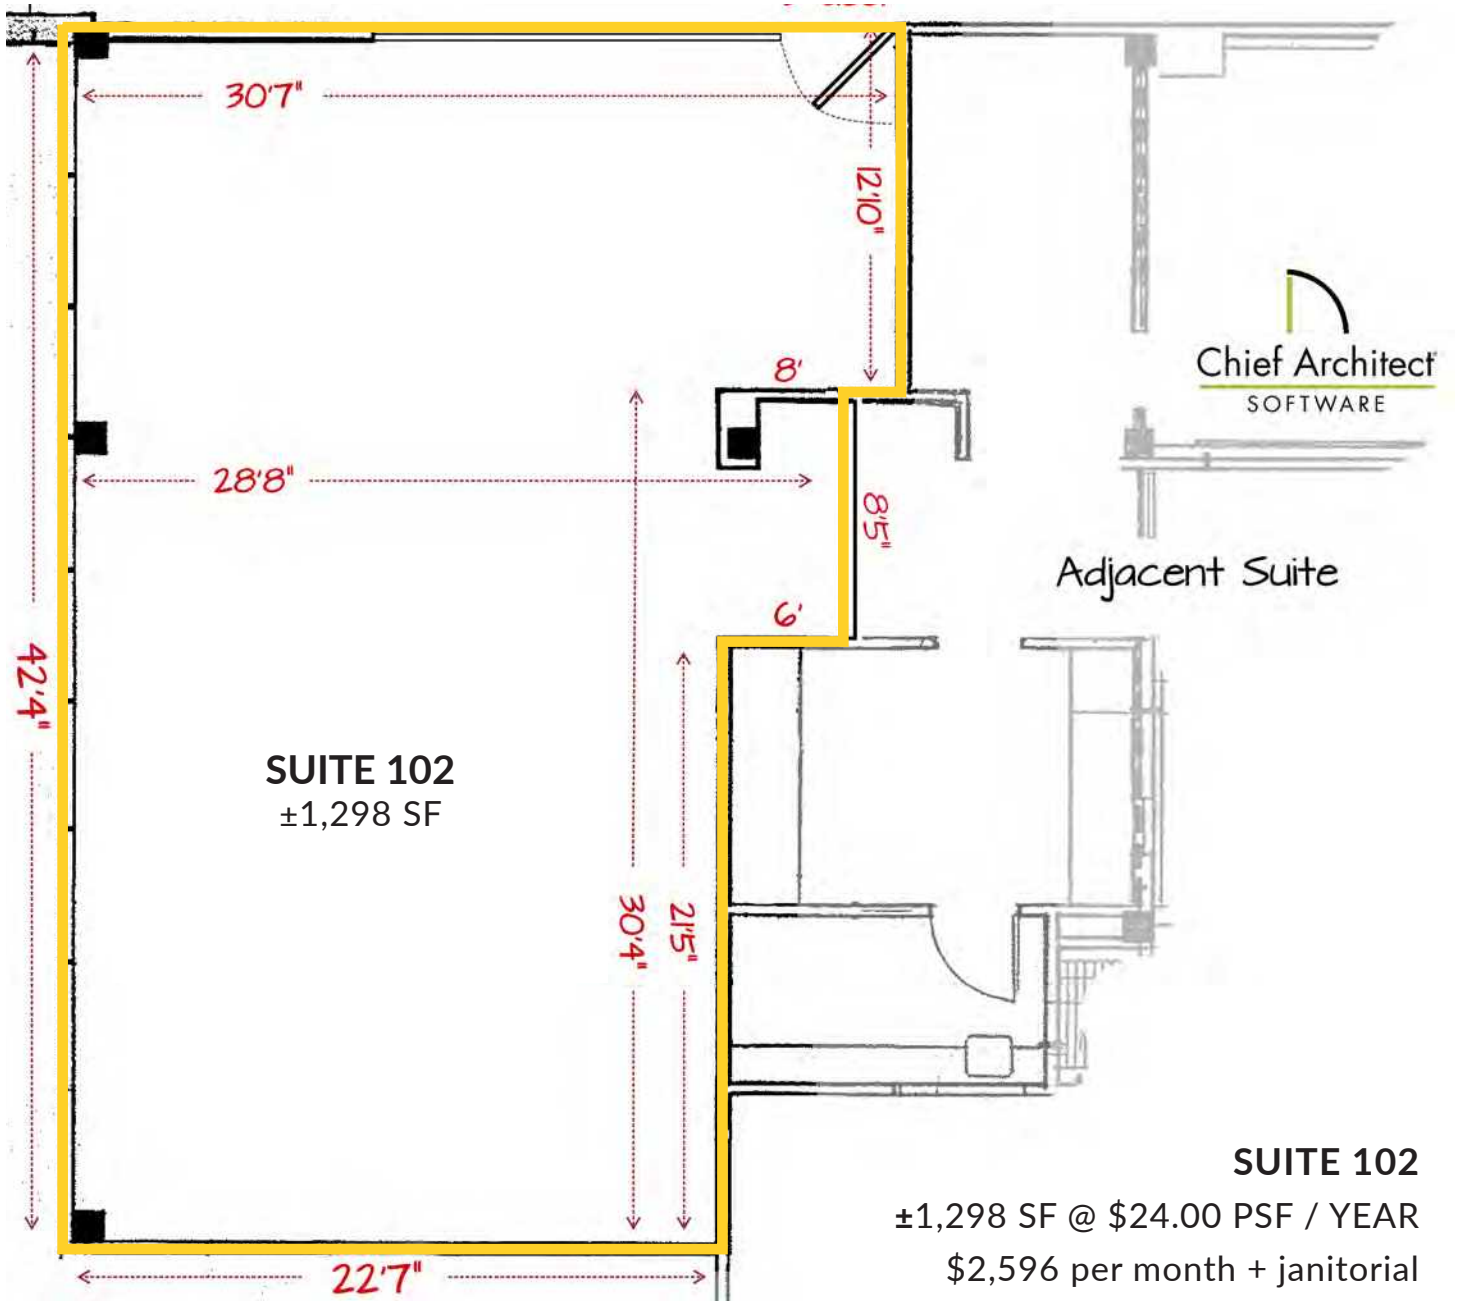 30'7"
12'10"
8'
Chief Architect
SOFTWARE
28'8"
8'5"
Adjacent Suite
6'
42'4"
SUITE 102
±1,298 SF
30'4"
21'5"
SUITE 102
±1,298 SF @ $24.00 PSF / YEAR
$2,596 per month + janitorial
22'7"